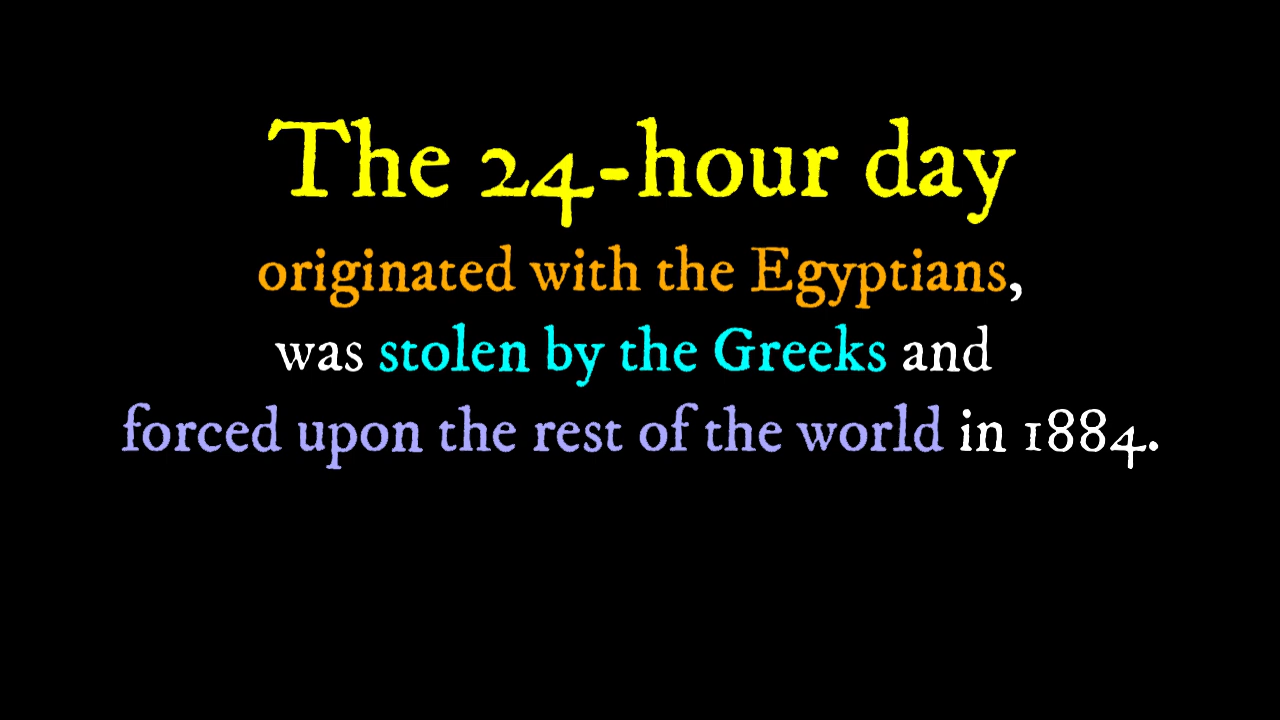 The 24-hour day
originated with the Egyptians,
was stolen by the Greeks and
forced upon the rest of the world in 1884.